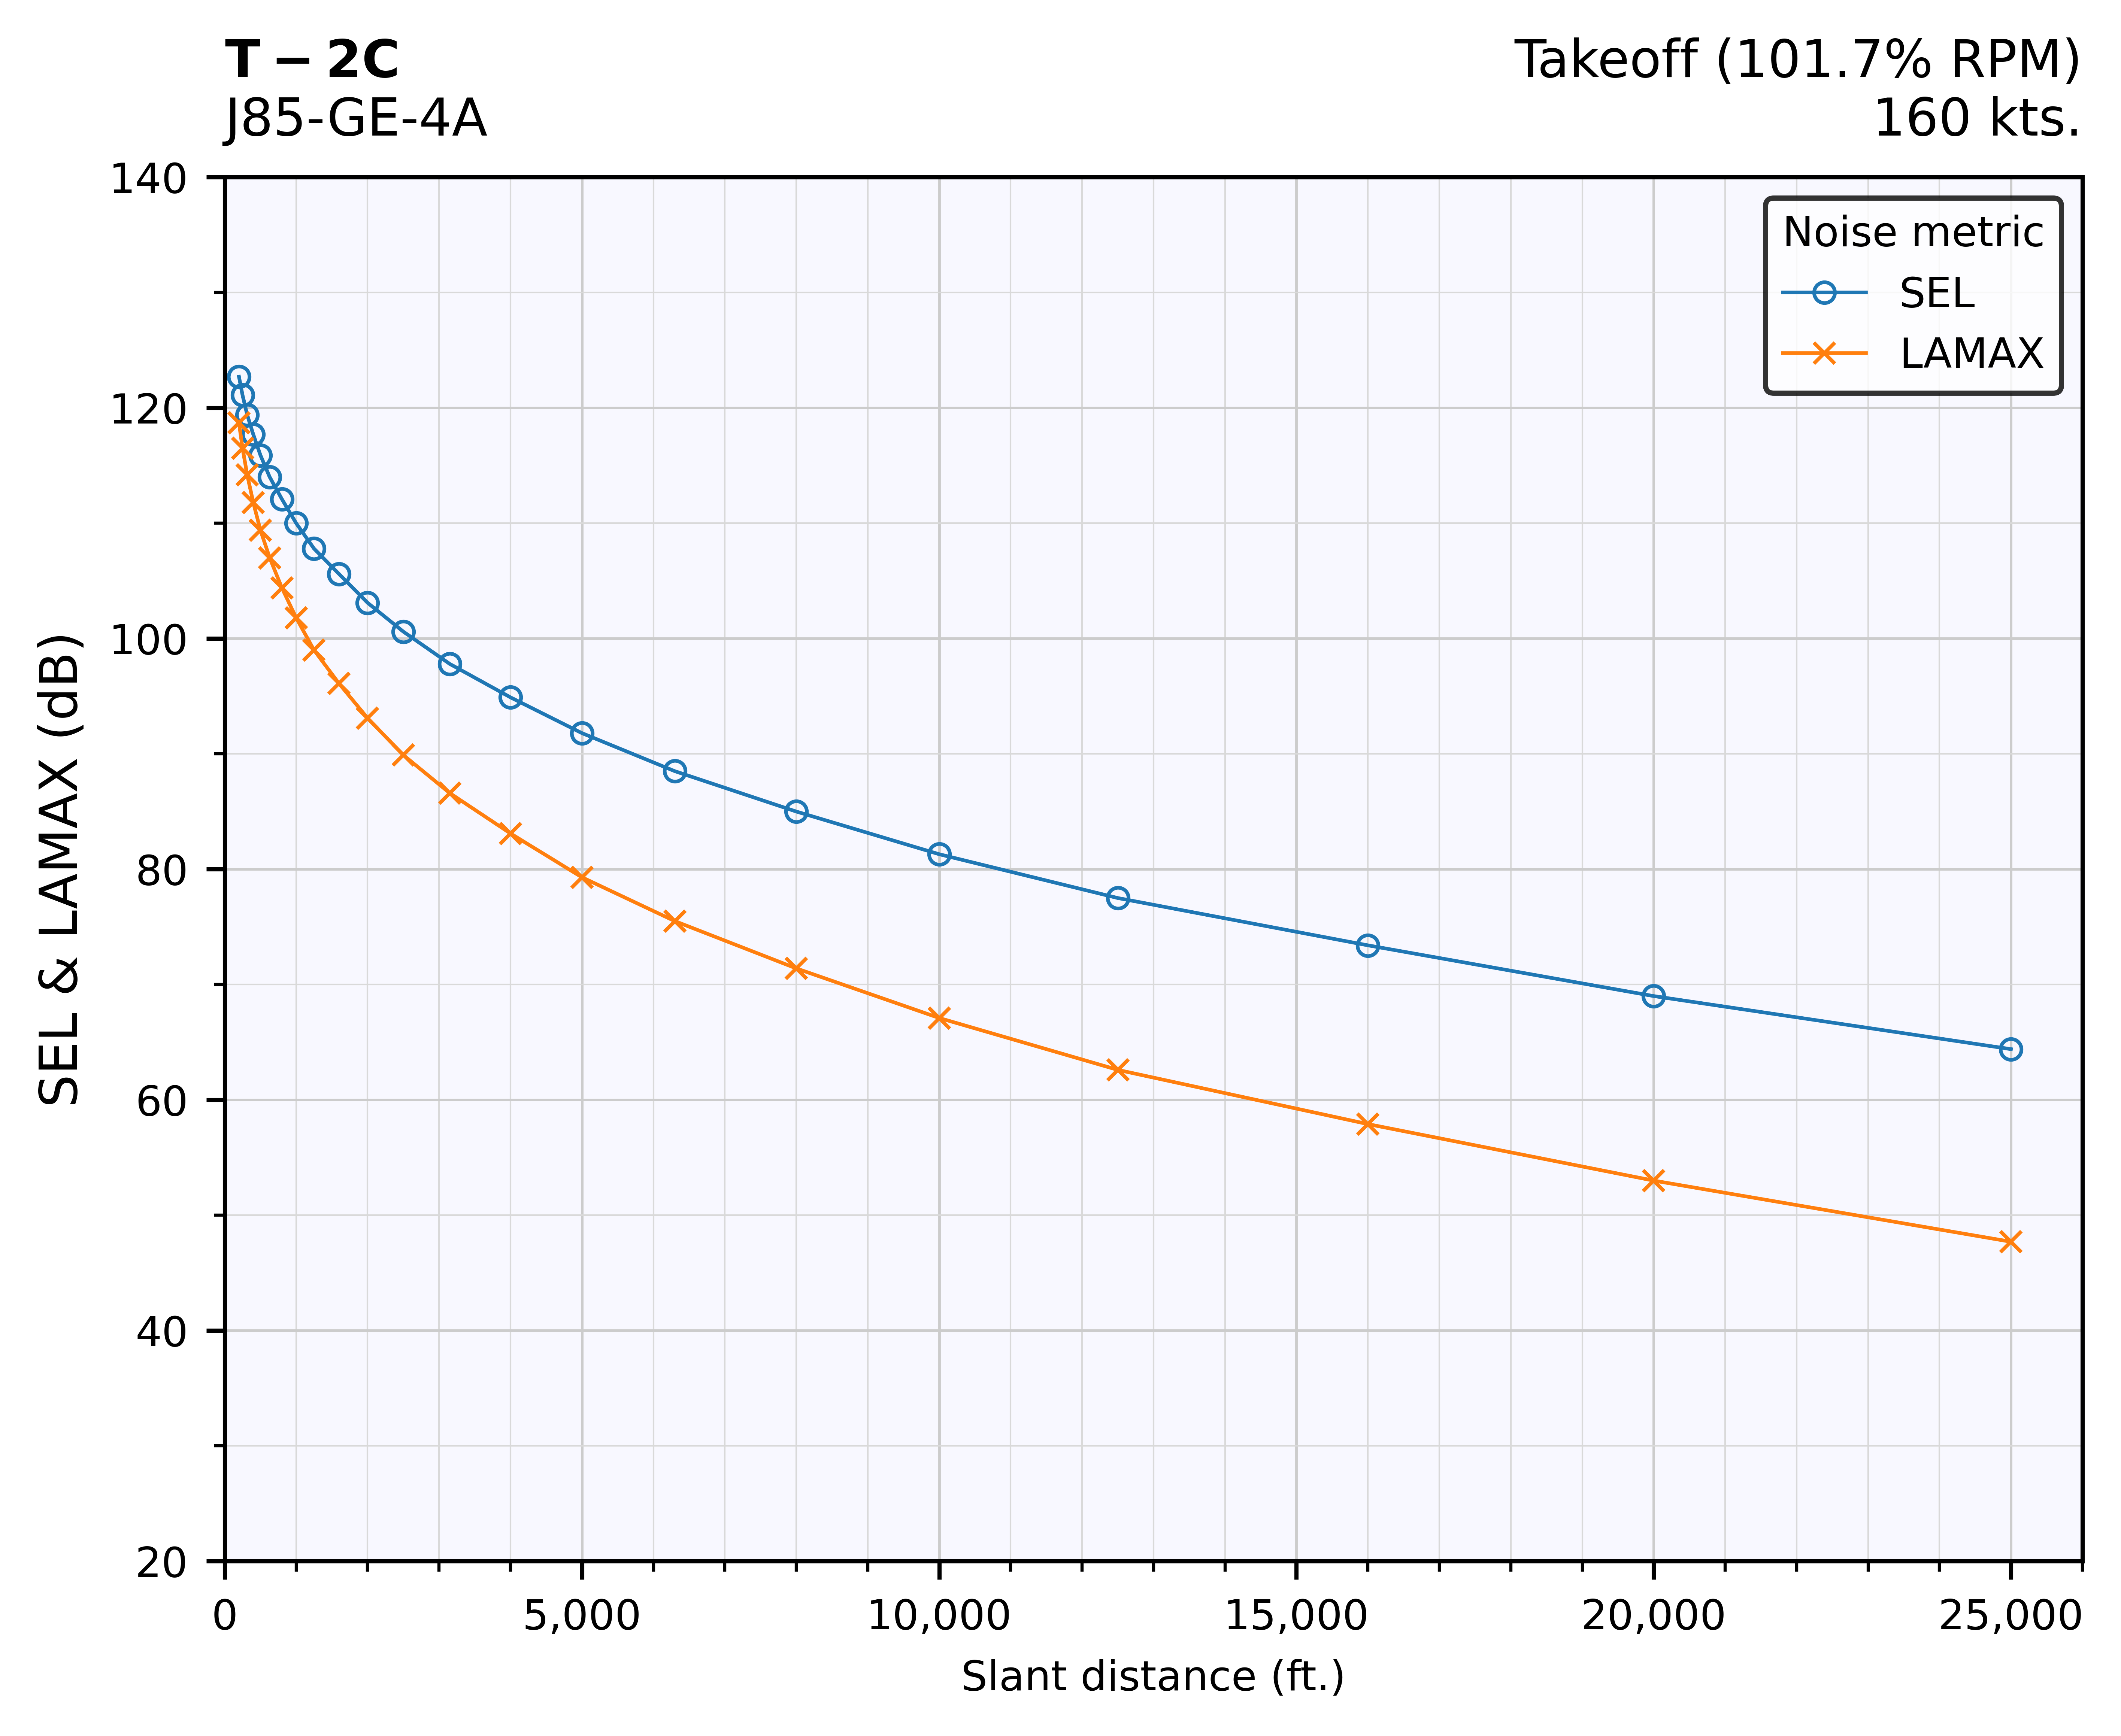 T − 2C
J85-GE-4A
Takeoff (101.7% RPM)
160 kts.
Noise metric
SEL
LAMAX
SEL & LAMAX (dB)
140
120
100
80
60
40
20
0
5,000
10,000
15,000
20,000
25,000
Slant distance (ft.)